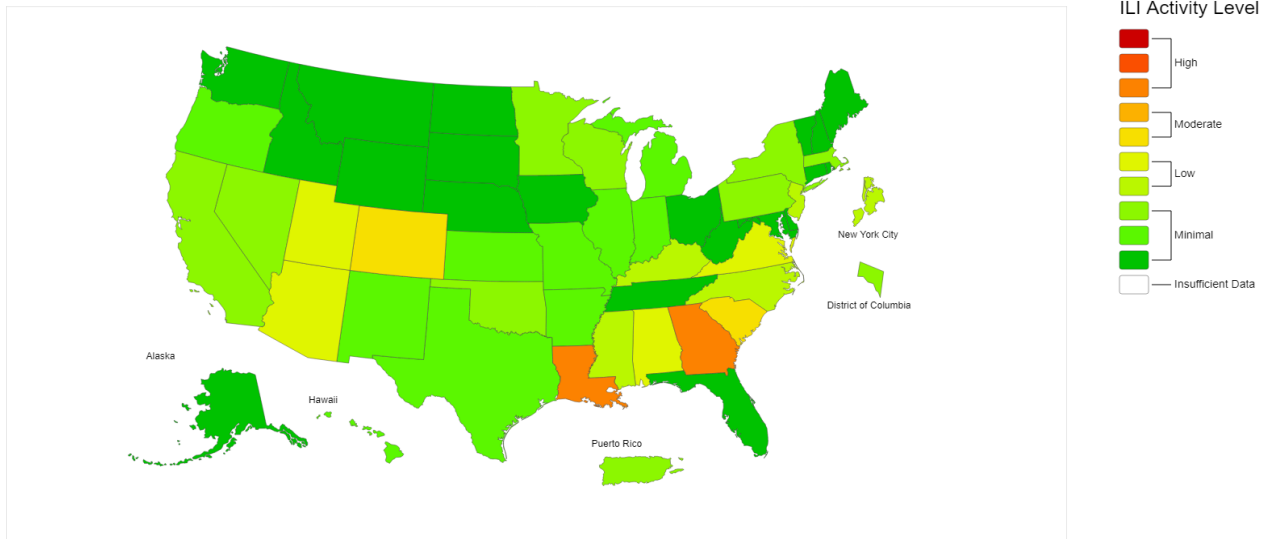 ILI Activity Level
High
Moderate
Low
Minimal
Insufficient Data
New York City
District of Columbia
Alaska
Hawaii
Puerto Rico